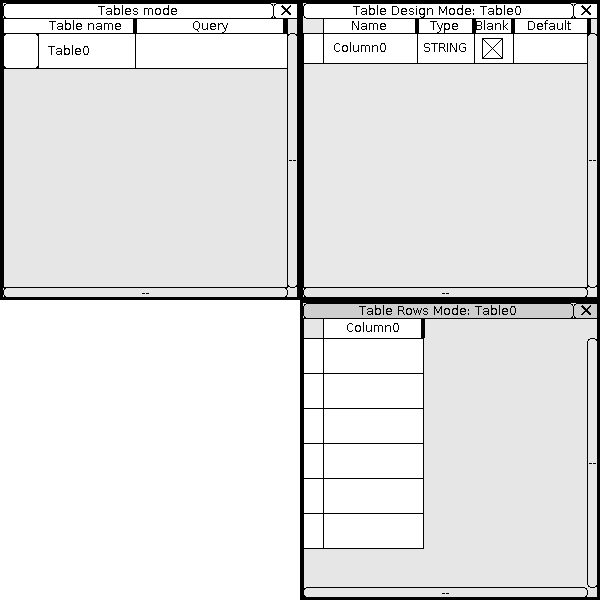 Tables mode
Table name Query
Table0
--
--
Table Design Mode: Table0
Name Type Blank Default
Column0 STRING
--
--
Table Rows Mode: Table0
Column0
--
--